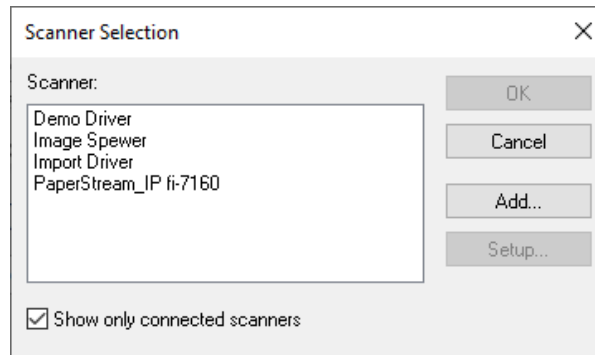 Scanner Selection
Scanner:
Demo Driver
Image Spewer
Import Driver
PaperStream_IP fi-7160
OK
Cancel
Add...
Setup...
Show only connected scanners